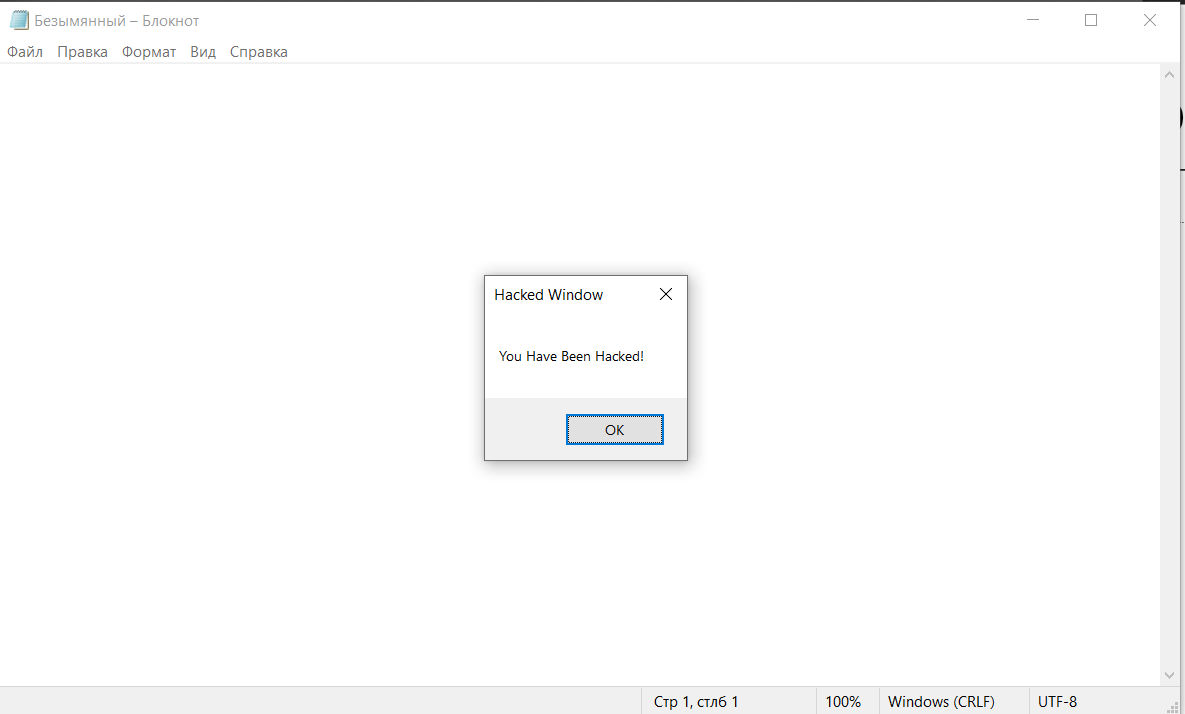 Безымянный – Блокнот
Файл Правка Формат Вид Справка
Hacked Window
You Have Been Hacked!
OK
Стр 1, стлб 1 100% Windows (CRLF) UTF-8